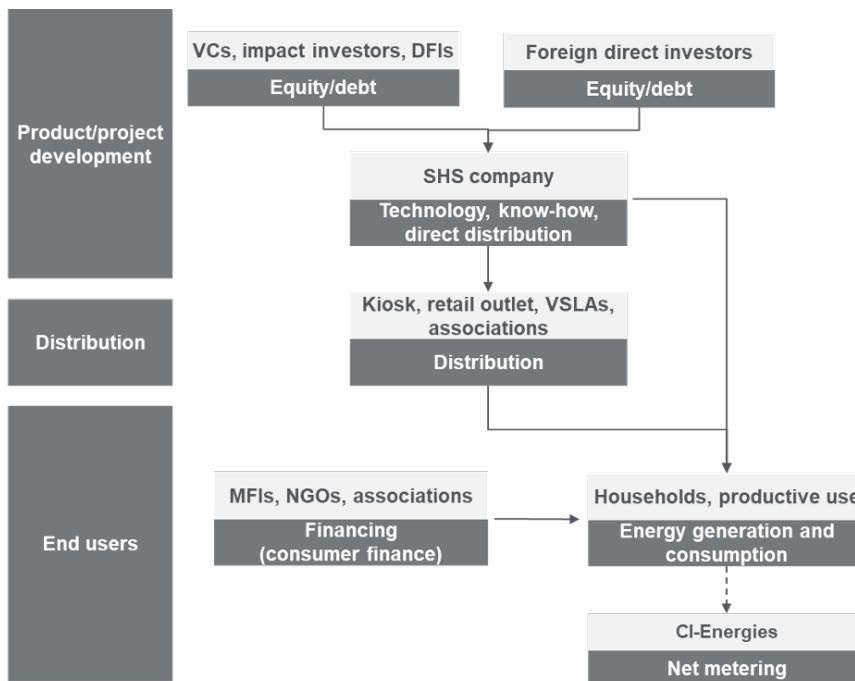 VCs, impact investors, DFIs
Equity/debt
Foreign direct investors
Equity/debt
Product/project
development
SHS company
Technology, know-how,
direct distribution
Kiosk, retail outlet, VSLAs,
associations
Distribution
Distribution
MFIs, NGOs, associations
Financing
(consumer finance)
Households, productive use
Energy generation and
consumption
End users
CI-Energies
Net metering